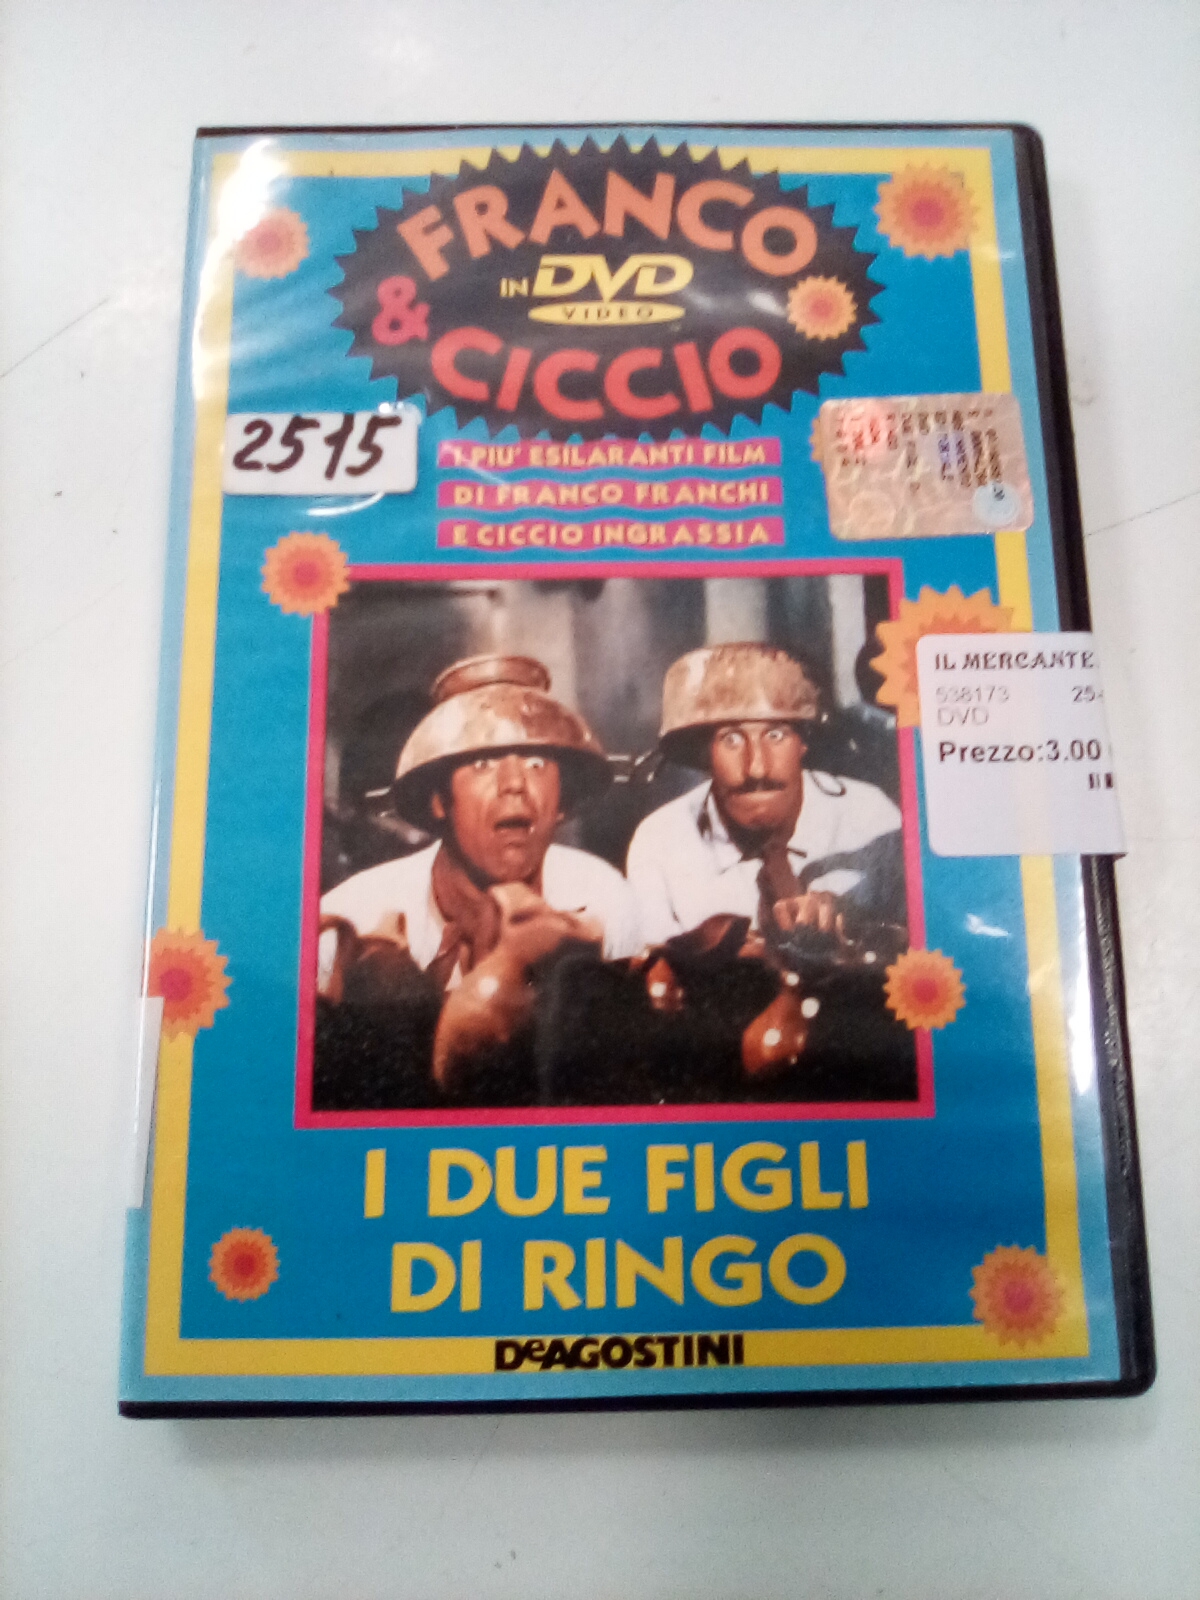 FRANCO
IN DVD
VIDEO
& CICCIO
2515
I PIU' ESILARANTI FILM
DI FRANCO FRANCHI
E CICCIO INGRASSIA
IL MERCANTE
538173 25-
DVD
Prezzo:3.00
I DUE FIGLI
DI RINGO
DeAGOSTINI